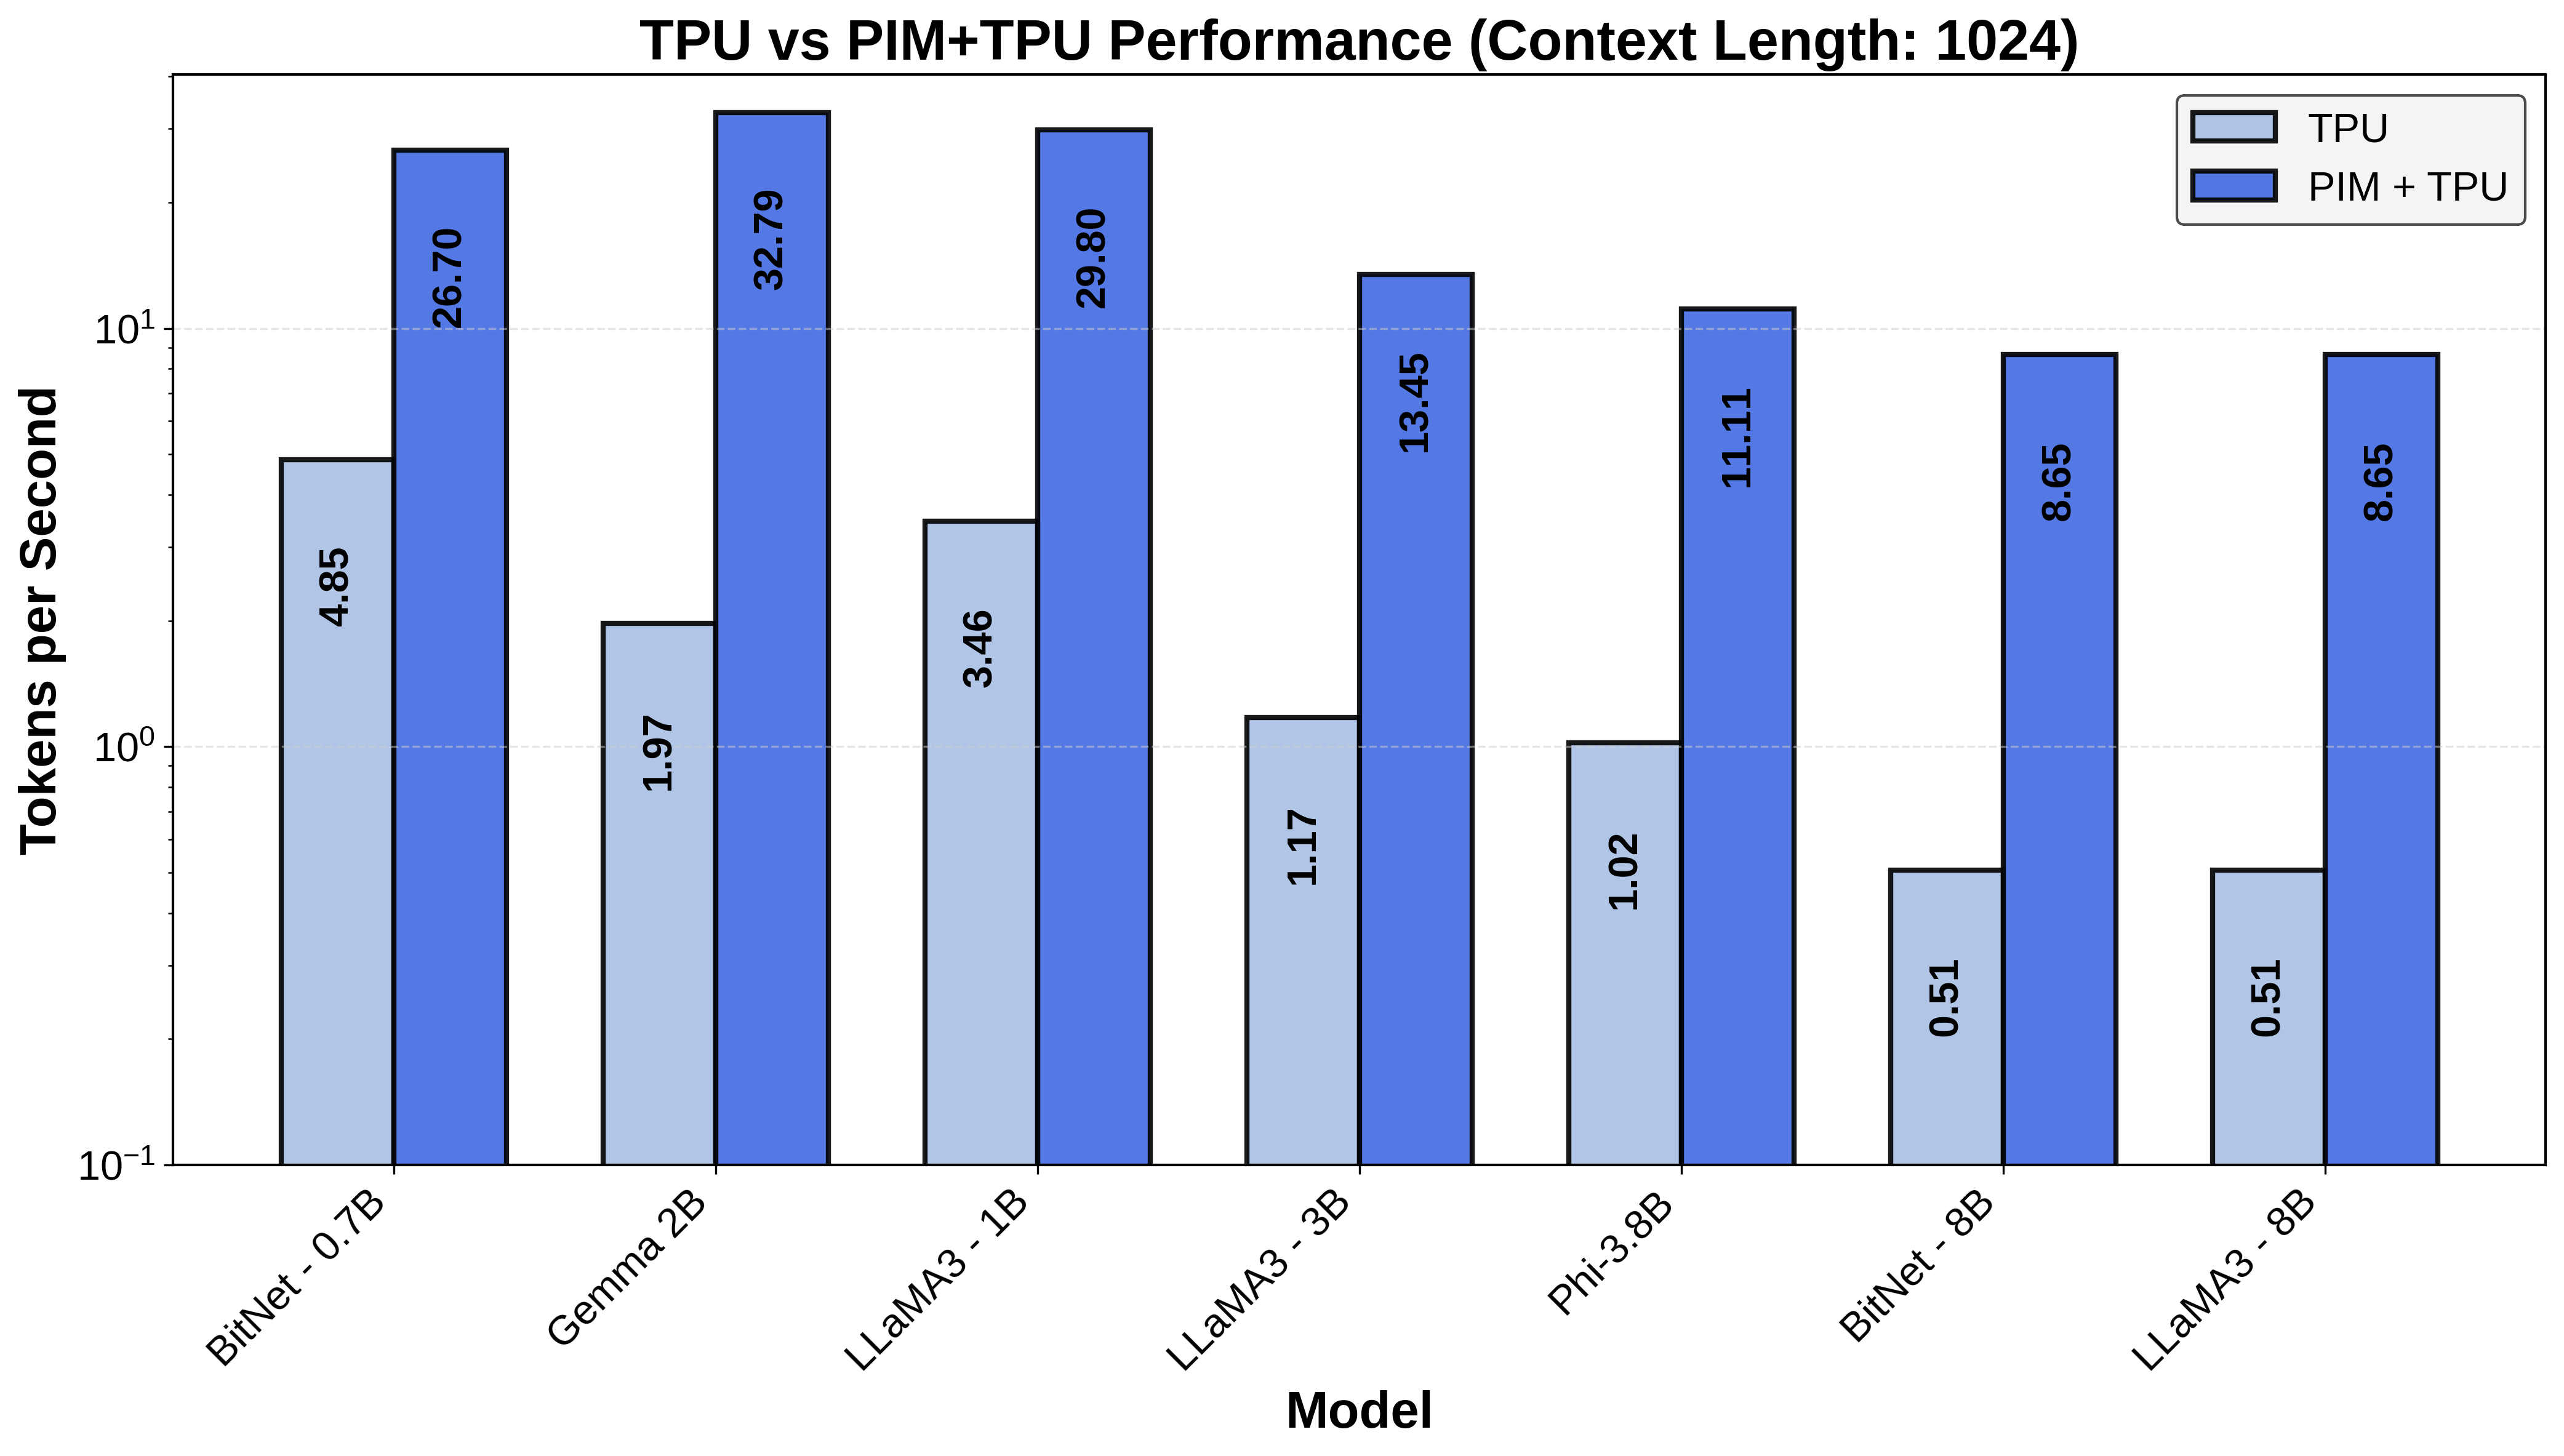 TPU vs PIM+TPU Performance (Context Length: 1024)
TPU
PIM + TPU
Tokens per Second
10¹
10⁰
10⁻¹
4.85
26.70
1.97
32.79
3.46
29.80
1.17
13.45
1.02
11.11
0.51
8.65
0.51
8.65
BitNet - 0.7B
Gemma 2B
LLaMA3 - 1B
LLaMA3 - 3B
Phi-3.8B
BitNet - 8B
LLaMA3 - 8B
Model